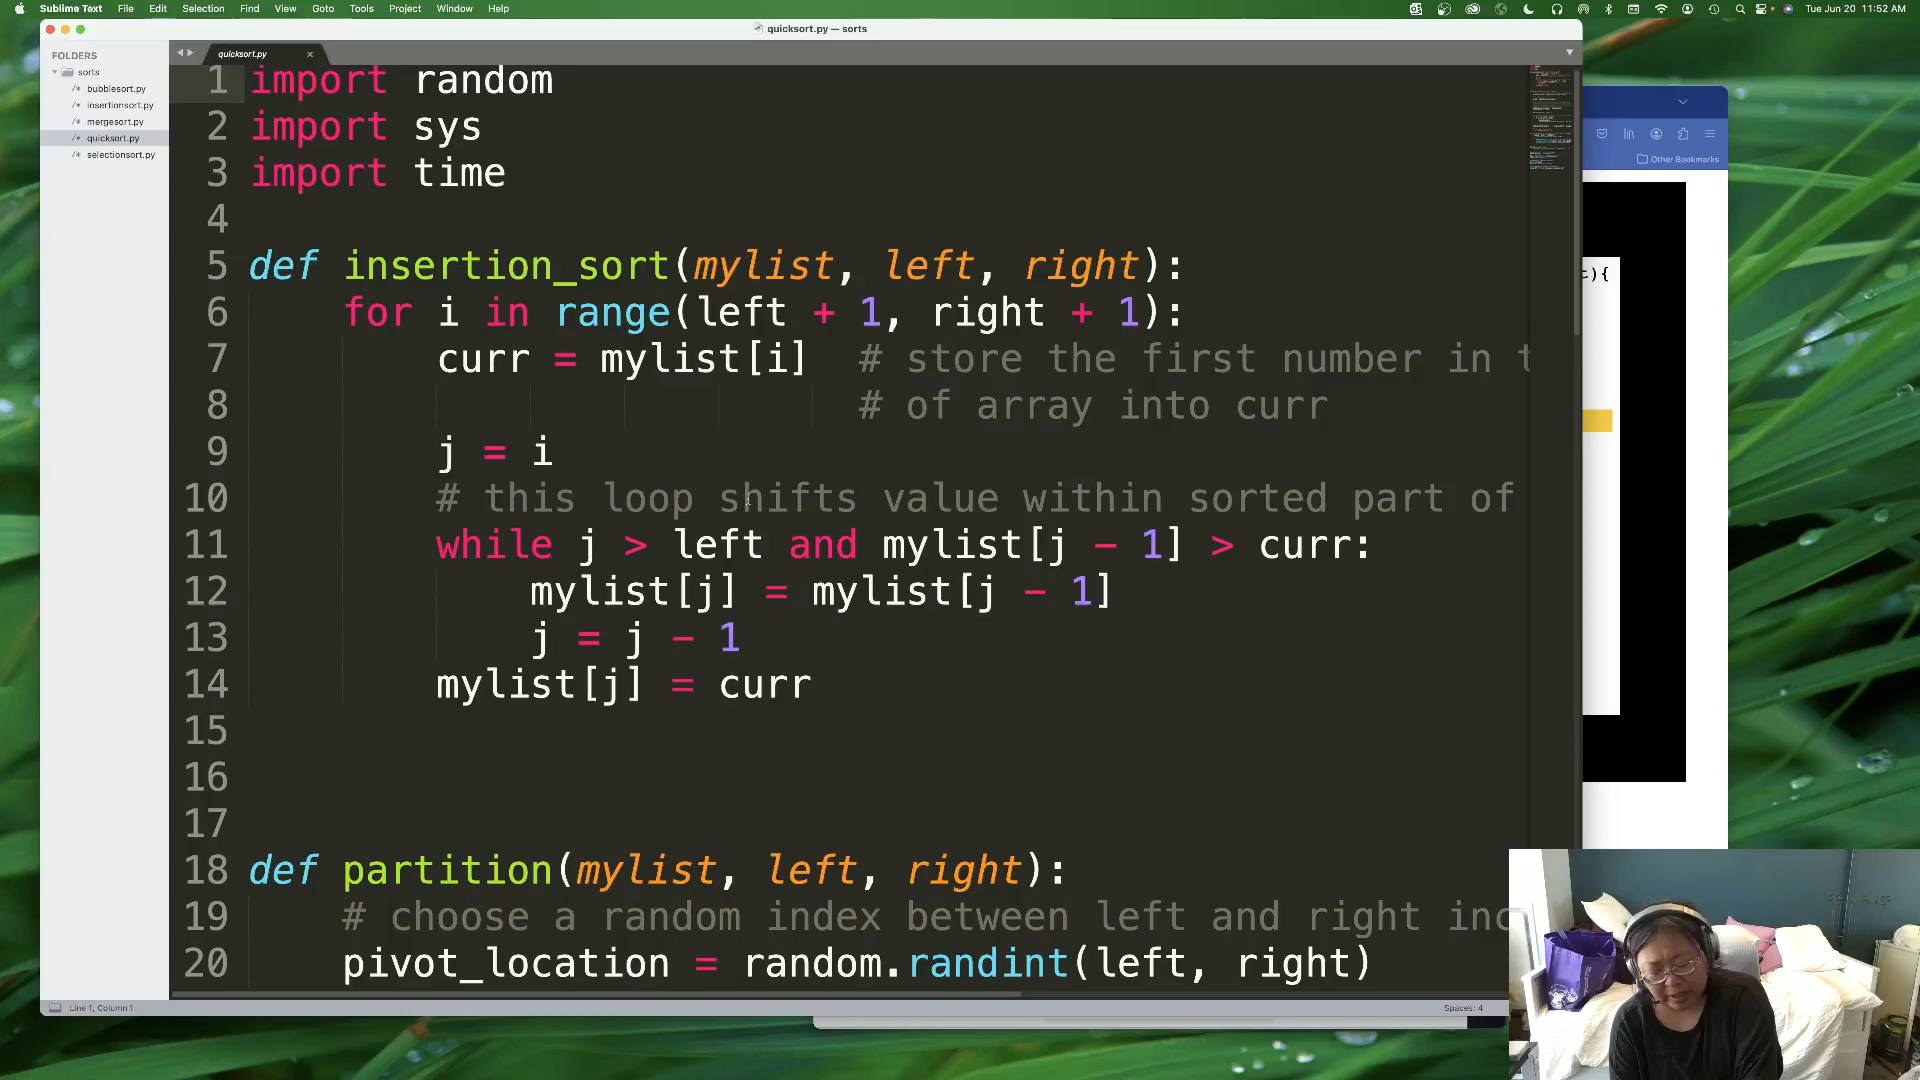 Sublime Text File Edit Selection Find View Goto Tools Project Window Help
Tue Jun 20 11:52 AM
quicksort.py — sorts
FOLDERS
sorts
bubblesort.py
insertionsort.py
mergesort.py
quicksort.py
selectionsort.py
quicksort.py
1 import random
2 import sys
3 import time
4
5 def insertion_sort(mylist, left, right):
6 for i in range(left + 1, right + 1):
7 curr = mylist[i] # store the first number in t
8 # of array into curr
9 j = i
10 # this loop shifts value within sorted part of
11 while j > left and mylist[j - 1] > curr:
12 mylist[j] = mylist[j - 1]
13 j = j - 1
14 mylist[j] = curr
15
16
17
18 def partition(mylist, left, right):
19 # choose a random index between left and right inc
20 pivot_location = random.randint(left, right)
Line 1, Column 1
Spaces: 4
Other Bookmarks
){